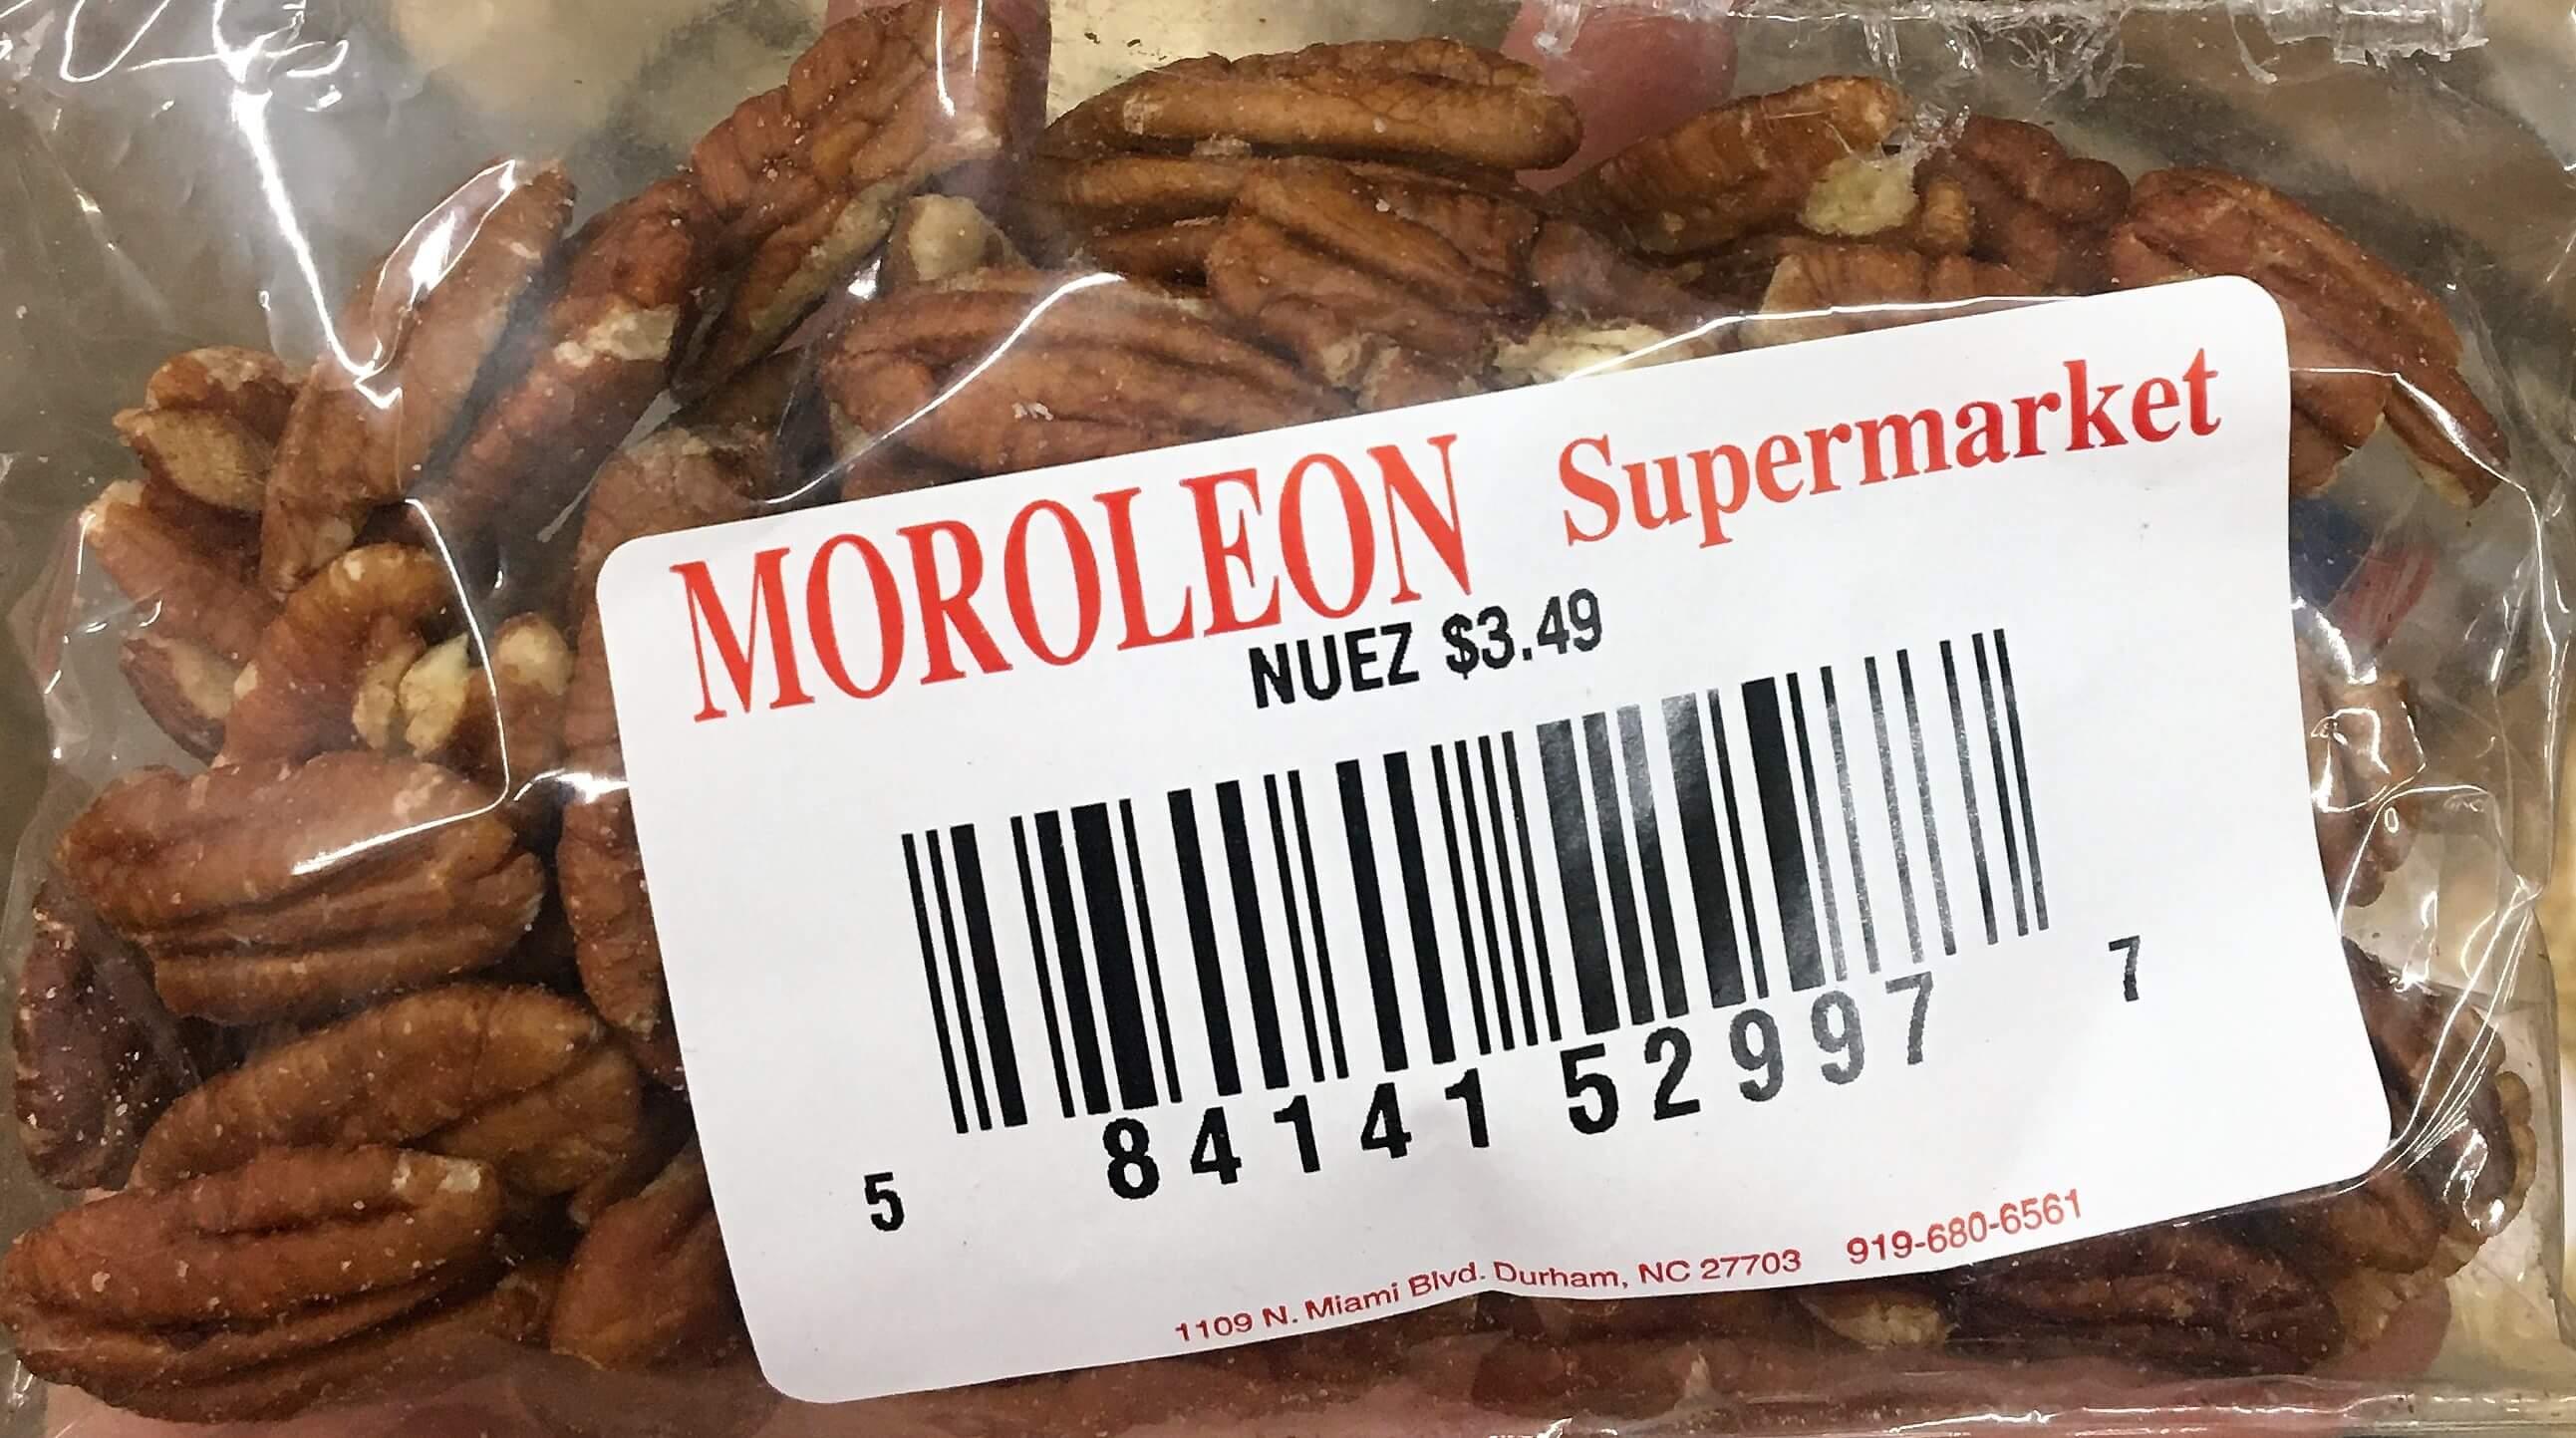 MOROLEON Supermarket
NUEZ $3.49
5 84141 52997 7
1109 N. Miami Blvd. Durham, NC 27703 919-680-6561